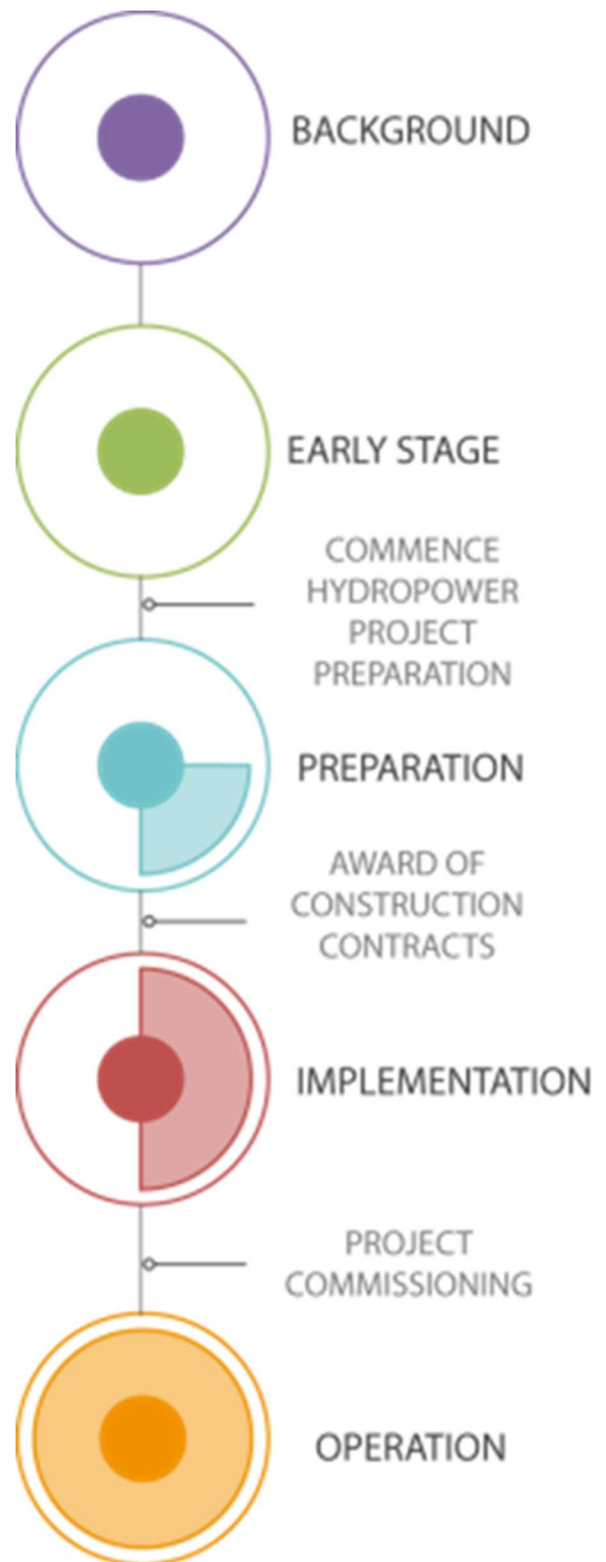 BACKGROUND
EARLY STAGE
COMMENCE
HYDROPOWER
PROJECT
PREPARATION
PREPARATION
AWARD OF
CONSTRUCTION
CONTRACTS
IMPLEMENTATION
PROJECT
COMMISSIONING
OPERATION